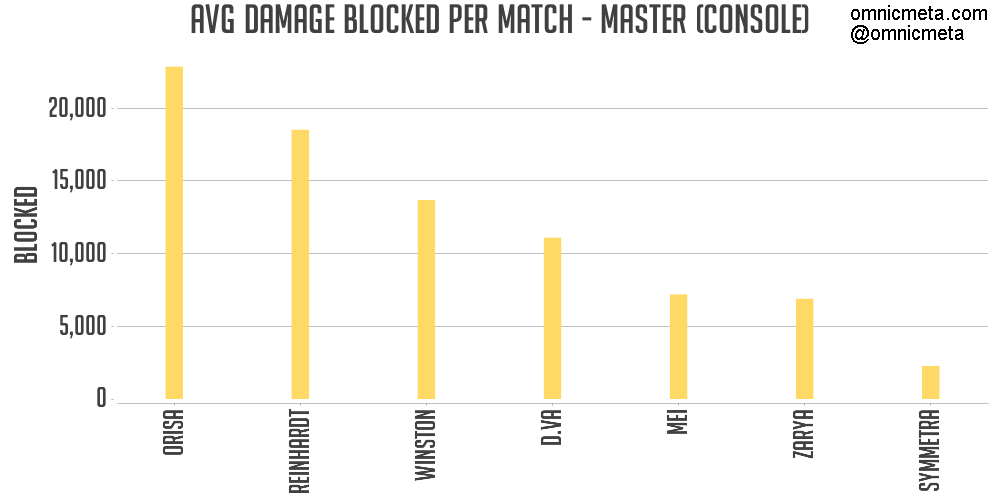 AVG DAMAGE BLOCKED PER MATCH - MASTER (CONSOLE)
omnicmeta.com
@omnicmeta
BLOCKED
20,000
15,000
10,000
5,000
0
ORISA
REINHARDT
WINSTON
D.VA
MEI
ZARYA
SYMMETRA